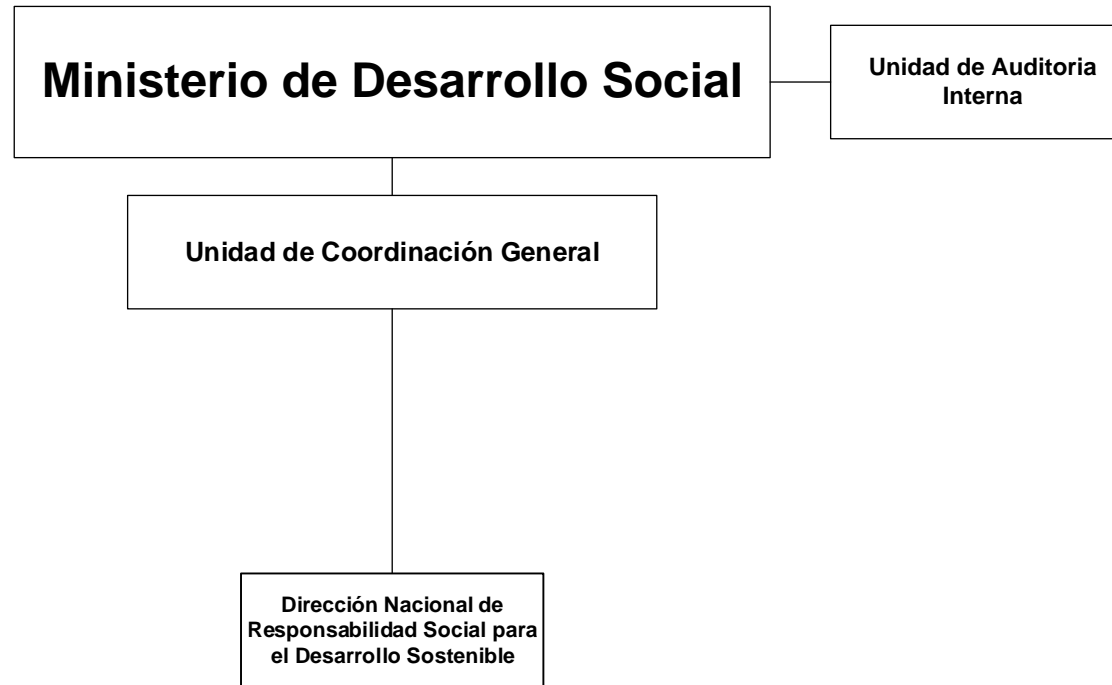 Ministerio de Desarrollo Social
Unidad de Auditoria
Interna
Unidad de Coordinación General
Dirección Nacional de
Responsabilidad Social para
el Desarrollo Sostenible